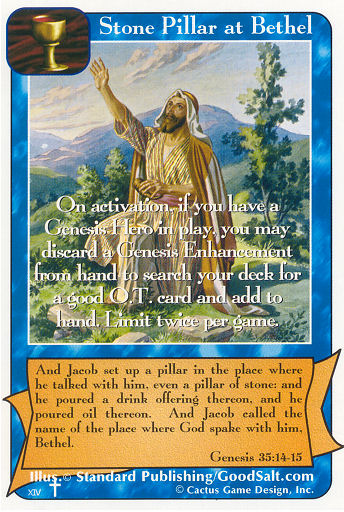 Stone Pillar at Bethel
On activation, if you have a
Genesis Hero in play, you may
discard a Genesis Enhancement
from hand to search your deck for
a good O.T. card and add to
hand. Limit twice per game.
And Jacob set up a pillar in the place where
he talked with him, even a pillar of stone: and
he poured a drink offering thereon, and he
poured oil thereon. And Jacob called the
name of the place where God spake with him,
Bethel.
Genesis 35:14-15
Illus. © Standard Publishing/GoodSalt.com
XIV © Cactus Game Design, Inc.